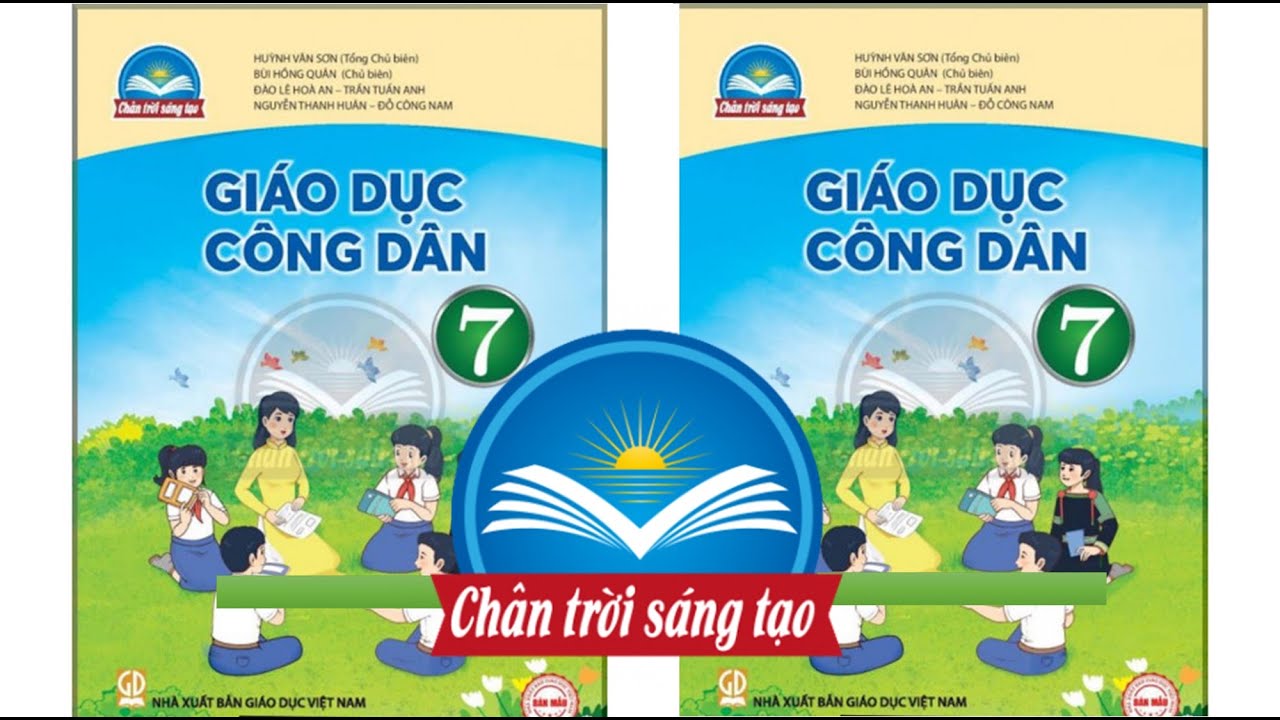 HUỲNH VĂN SƠN (Tổng Chủ biên)
BÙI HỒNG QUÂN (Chủ biên)
ĐÀO LÊ HOÀ AN – TRẦN TUẤN ANH
NGUYỄN THANH HUÂN – ĐỖ CÔNG NAM
Chân trời sáng tạo
GIÁO DỤC
CÔNG DÂN
7
GD
NHÀ XUẤT BẢN GIÁO DỤC VIỆT NAM
BẢN MẪU
HUỲNH VĂN SƠN (Tổng Chủ biên)
BÙI HỒNG QUÂN (Chủ biên)
ĐÀO LÊ HOÀ AN – TRẦN TUẤN ANH
NGUYỄN THANH HUÂN – ĐỖ CÔNG NAM
Chân trời sáng tạo
GIÁO DỤC
CÔNG DÂN
7
GD
NHÀ XUẤT BẢN GIÁO DỤC VIỆT NAM
BẢN MẪU
Chân trời sáng tạo